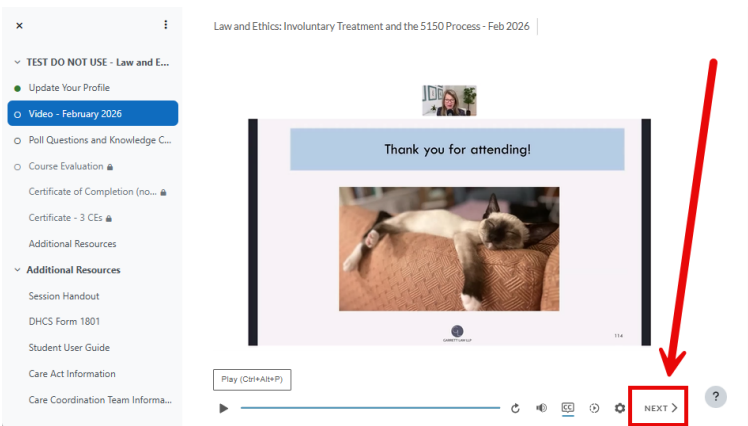 Law and Ethics: Involuntary Treatment and the 5150 Process - Feb 2026
TEST DO NOT USE - Law and E...
Update Your Profile
Video - February 2026
Poll Questions and Knowledge C...
Course Evaluation
Certificate of Completion (no...
Certificate - 3 CEs
Additional Resources
Additional Resources
Session Handout
DHCS Form 1801
Student User Guide
Care Act Information
Care Coordination Team Informa...
Thank you for attending!
GARRETT LAW LLP
114
Play (Ctrl+Alt+P)
CC
NEXT
?